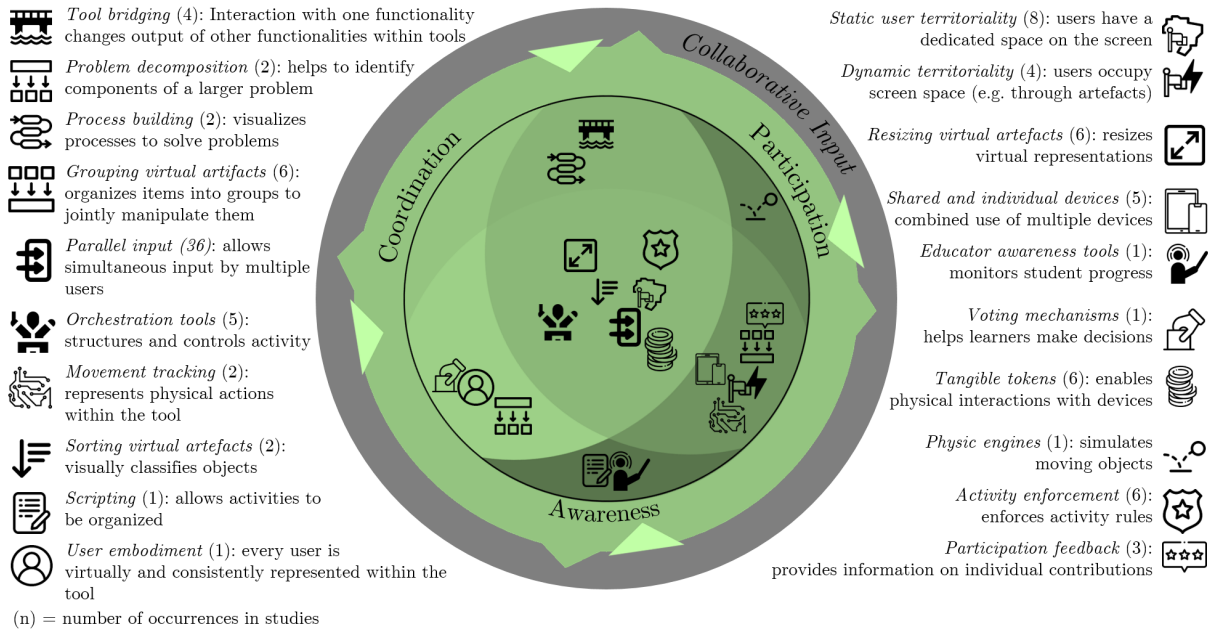 Tool bridging (4): Interaction with one functionality
changes output of other functionalities within tools
Problem decomposition (2): helps to identify
components of a larger problem
Process building (2): visualizes
processes to solve problems
Grouping virtual artifacts (6):
organizes items into groups to
jointly manipulate them
Parallel input (36): allows
simultaneous input by multiple
users
Orchestration tools (5):
structures and controls activity
Movement tracking (2):
represents physical actions
within the tool
Sorting virtual artefacts (2):
visually classifies objects
Scripting (1): allows activities to
be organized
User embodiment (1): every user is
virtually and consistently represented within the
tool
(n) = number of occurrences in studies
Collaborative Input
Coordination
Participation
Awareness
Static user territoriality (8): users have a
dedicated space on the screen
Dynamic territoriality (4): users occupy
screen space (e.g. through artefacts)
Resizing virtual artefacts (6): resizes
virtual representations
Shared and individual devices (5):
combined use of multiple devices
Educator awareness tools (1):
monitors student progress
Voting mechanisms (1):
helps learners make decisions
Tangible tokens (6): enables
physical interactions with devices
Physic engines (1): simulates
moving objects
Activity enforcement (6):
enforces activity rules
Participation feedback (3):
provides information on individual contributions